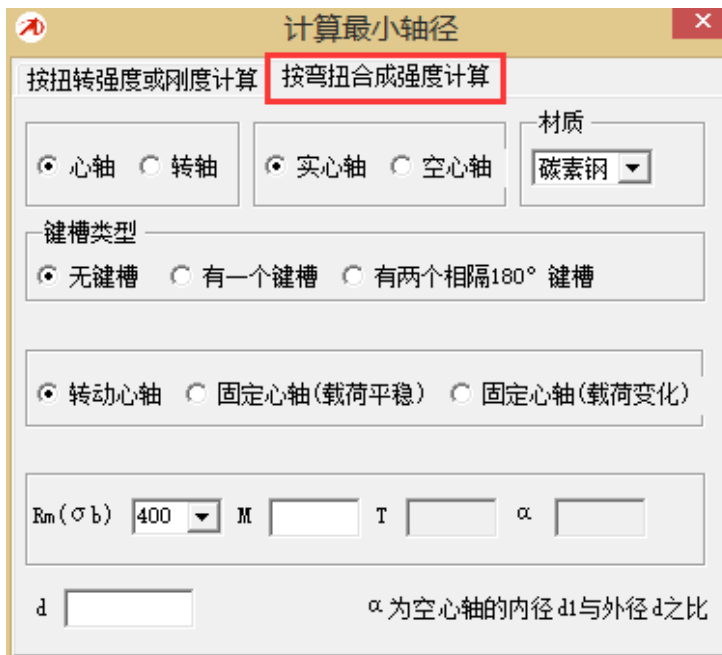 计算最小轴径
按扭转强度或刚度计算 按弯扭合成强度计算
心轴 转轴 实心轴 空心轴 材质 碳素钢
键槽类型
无键槽 有一个键槽 有两个相隔180° 键槽
转动心轴 固定心轴(载荷平稳) 固定心轴(载荷变化)
Rm(σb) 400 M T α
d α为空心轴的内径d1与外径d之比